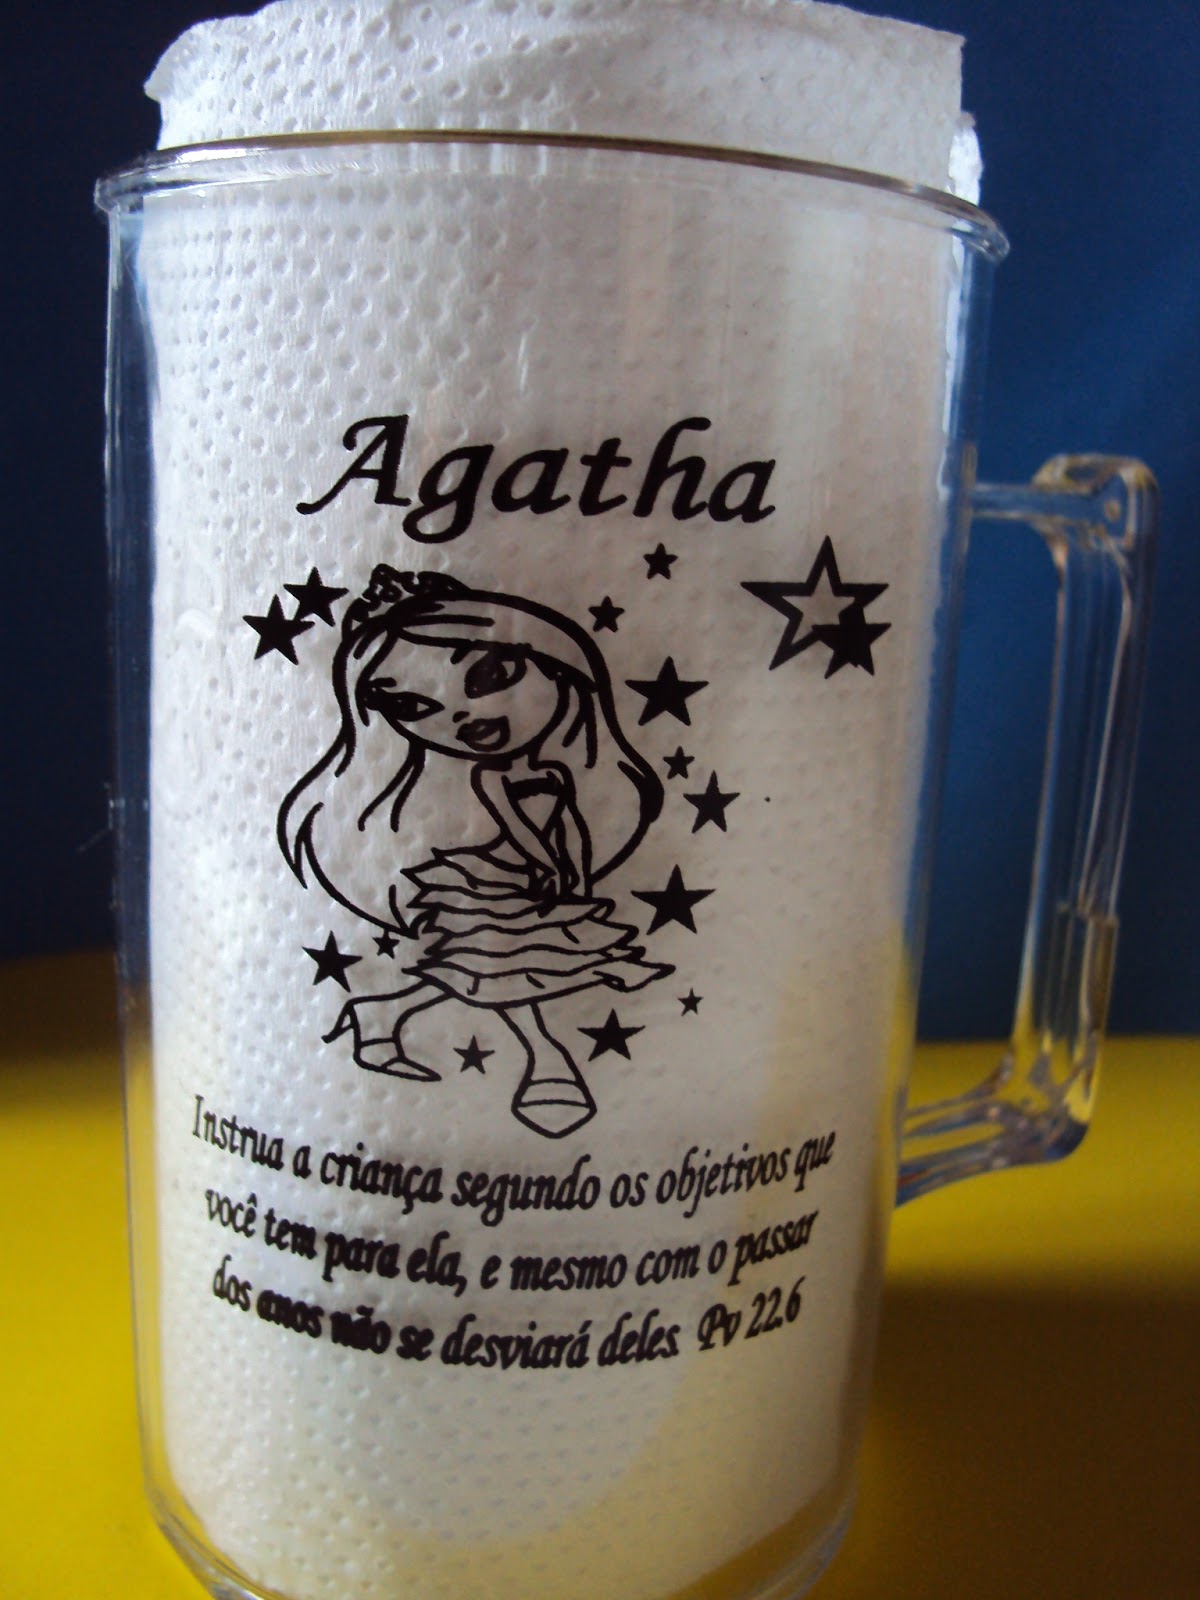 Agatha
Instrua a criança segundo os objetivos que
você tem para ela, e mesmo com o passar
dos anos não se desviará deles Pv 22.6